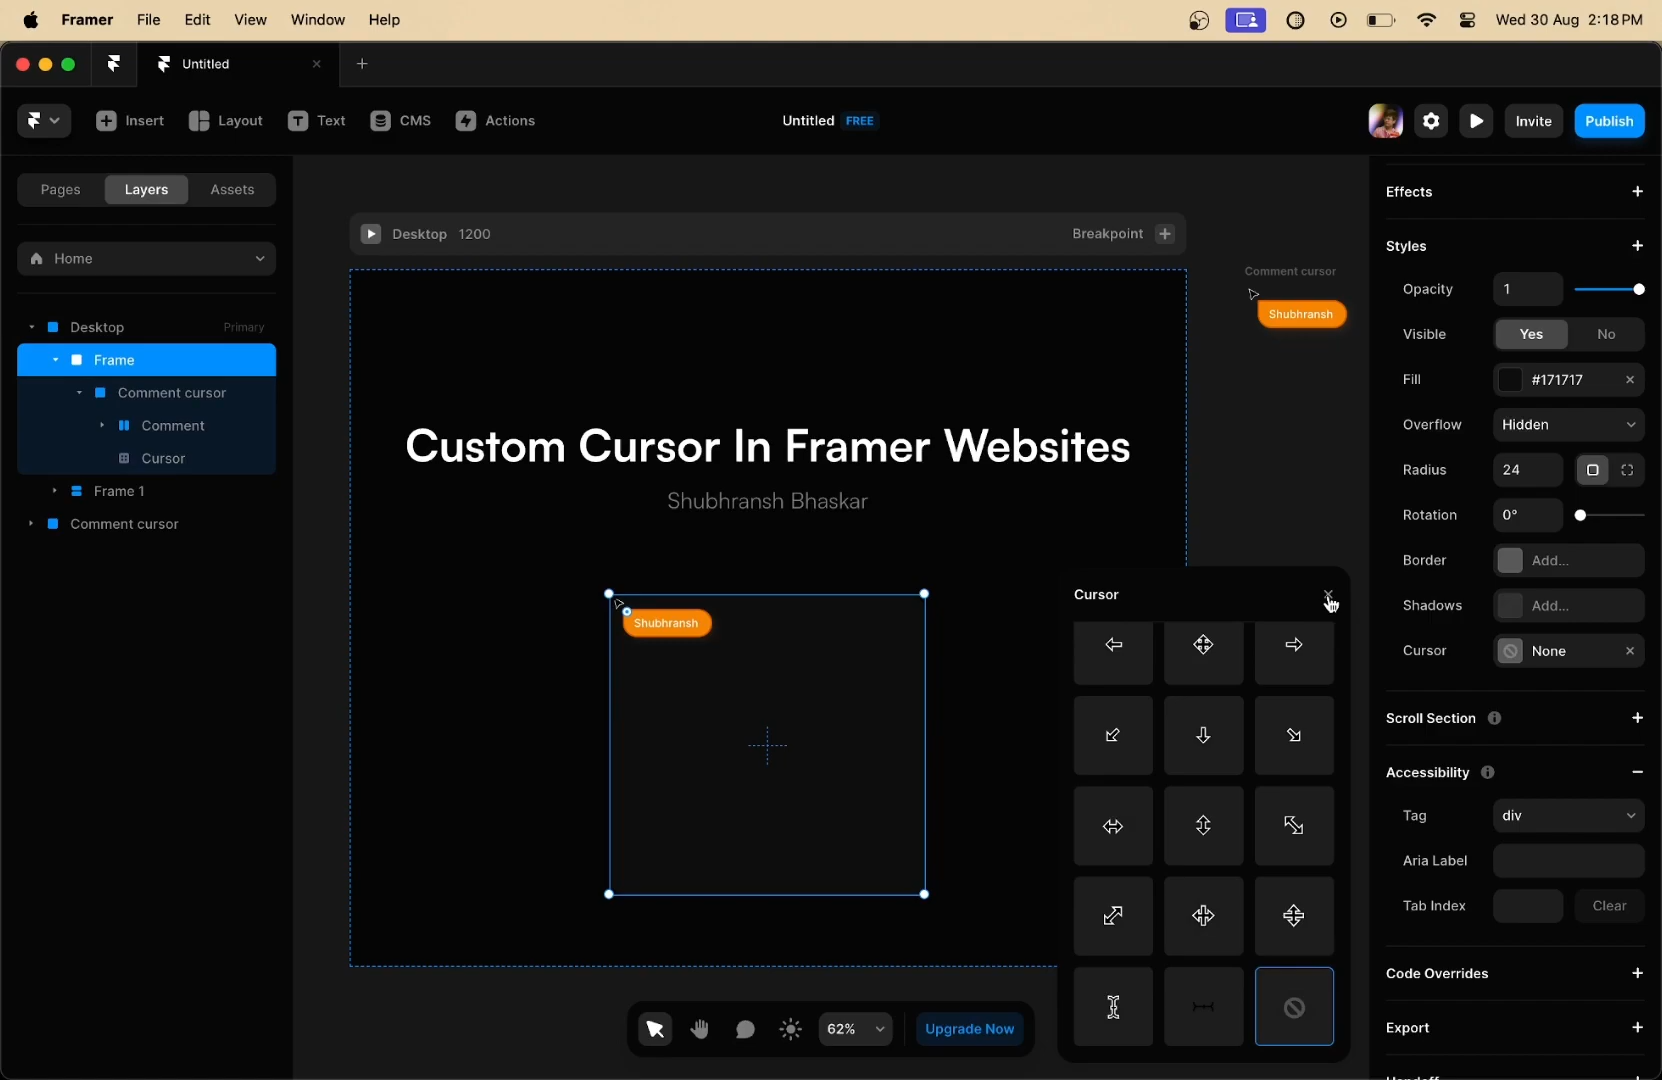 Framer File Edit View Window Help Wed 30 Aug 2:18 PM
Untitled
Insert Layout Text CMS Actions Untitled FREE Invite Publish
Pages Layers Assets
Home
Desktop Primary
Frame
Comment cursor
Comment
Cursor
Frame 1
Comment cursor
Desktop 1200 Breakpoint
Comment cursor
Shubhransh
Custom Cursor In Framer Websites
Shubhransh Bhaskar
Shubhransh
Cursor
62% Upgrade Now
Effects
Styles
Opacity 1
Visible Yes No
Fill #171717
Overflow Hidden
Radius 24
Rotation 0°
Border Add...
Shadows Add...
Cursor None
Scroll Section
Accessibility
Tag div
Aria Label
Tab Index Clear
Code Overrides
Export